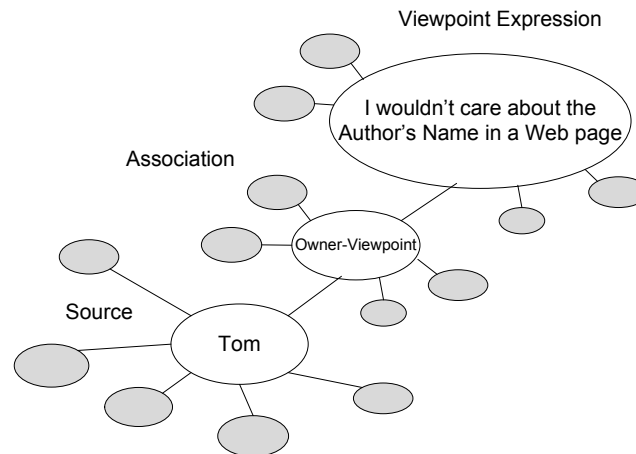 Viewpoint Expression
I wouldn't care about the
Author's Name in a Web page
Association
Owner-Viewpoint
Source
Tom